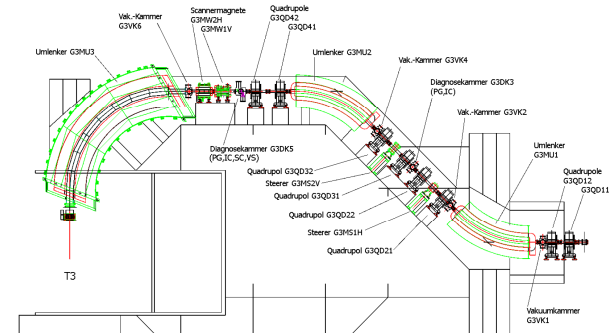 Vak.-Kammer
G3VK6
Scannermagnete
G3MW2H
G3MW1V
Quadrupole
G3QD42
G3QD41
Umlenker G3MU3
Umlenker G3MU2
Vak.-Kammer G3VK4
Diagnosekammer G3DK3
(PG,IC)
Vak.-Kammer G3VK2
Diagnosekammer G3DK5
(PG,IC,SC,VS)
Quadrupol G3QD32
Steerer G3MS2V
Quadrupol G3QD31
Quadrupol G3QD22
Steerer G3MS1H
Quadrupol G3QD21
Umlenker
G3MU1
Quadrupole
G3QD12
G3QD11
T3
Vakuumkammer
G3VK1